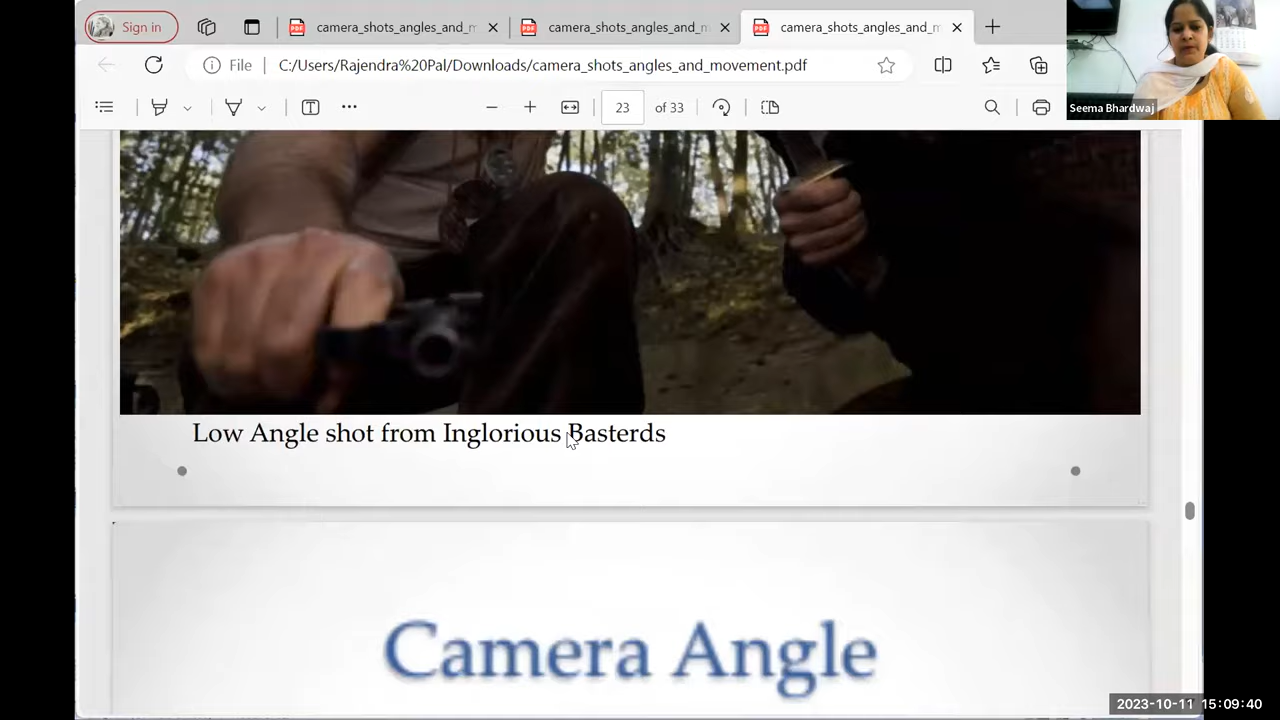 Sign in
camera_shots_angles_and_m
camera_shots_angles_and_m
camera_shots_angles_and_m
File
C:/Users/Rajendra%20Pal/Downloads/camera_shots_angles_and_movement.pdf
23 of 33
Seema Bhardwaj
Low Angle shot from Inglorious Basterds
Camera Angle
2023-10-11 15:09:40